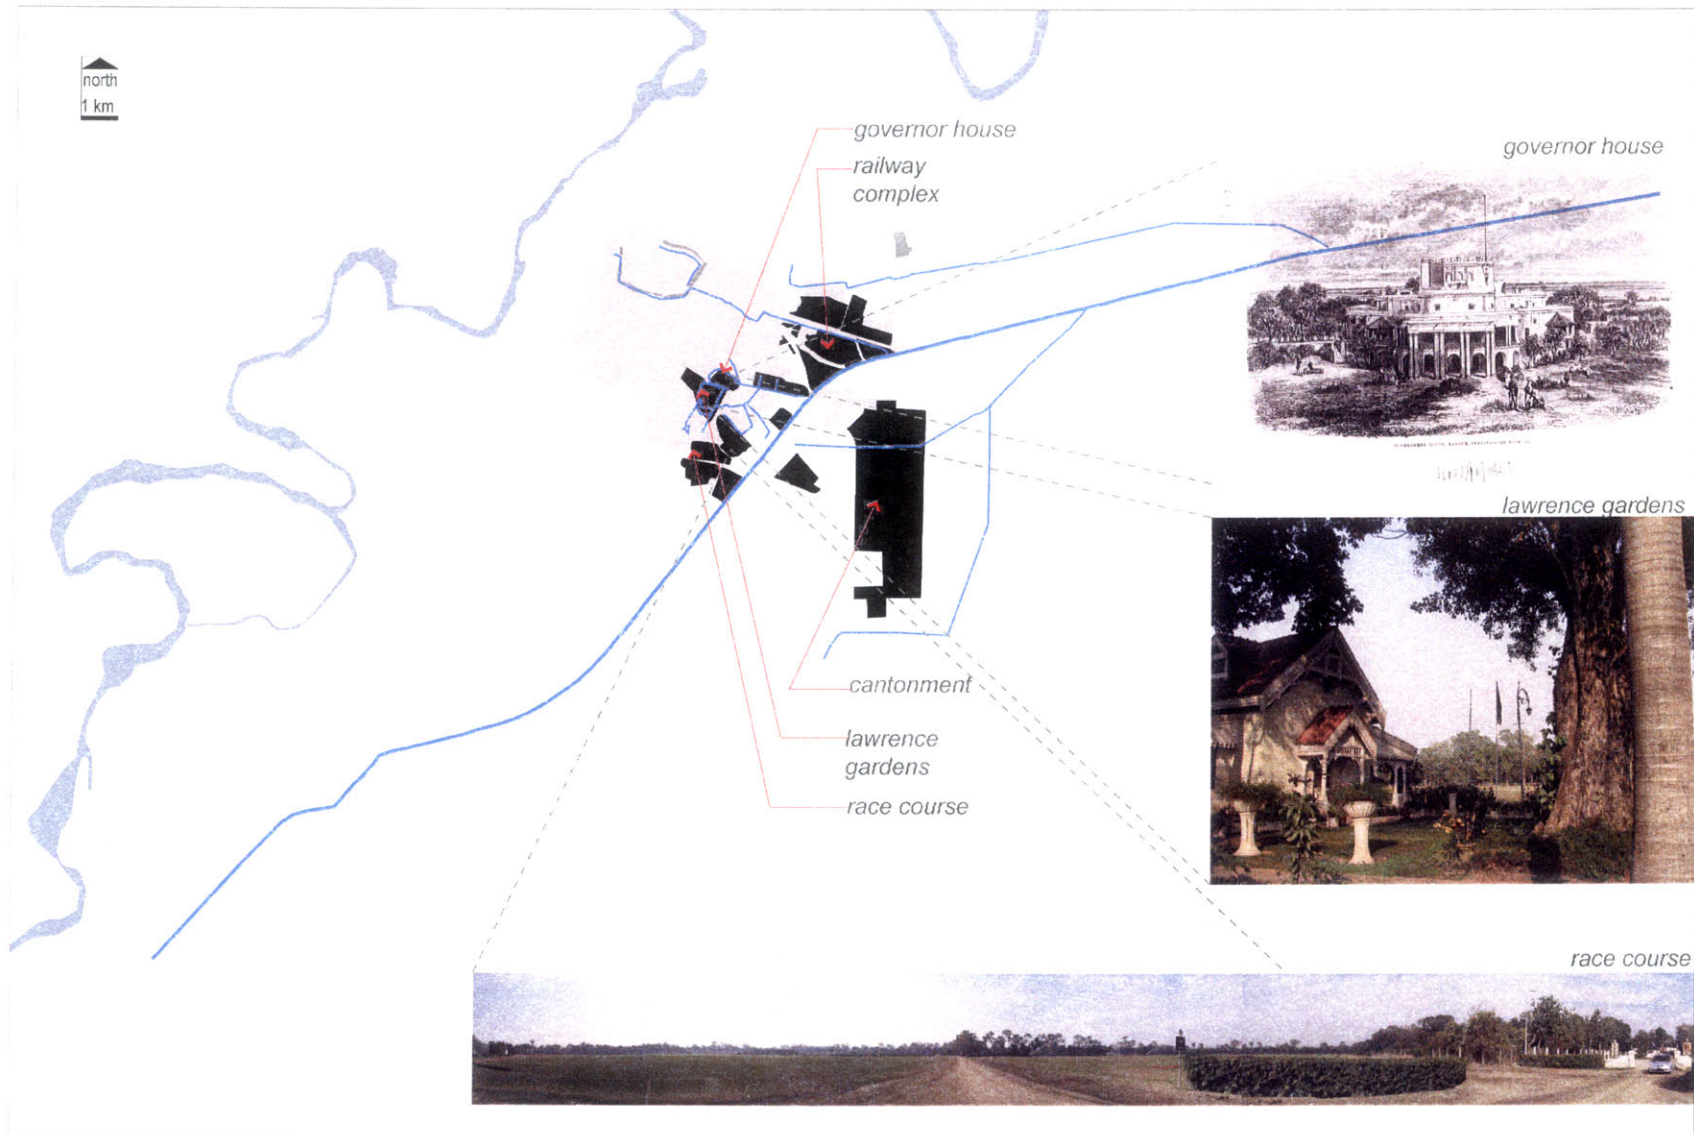 north
1 km
governor house
railway
complex
governor house
lawrence gardens
cantonment
lawrence
gardens
race course
race course